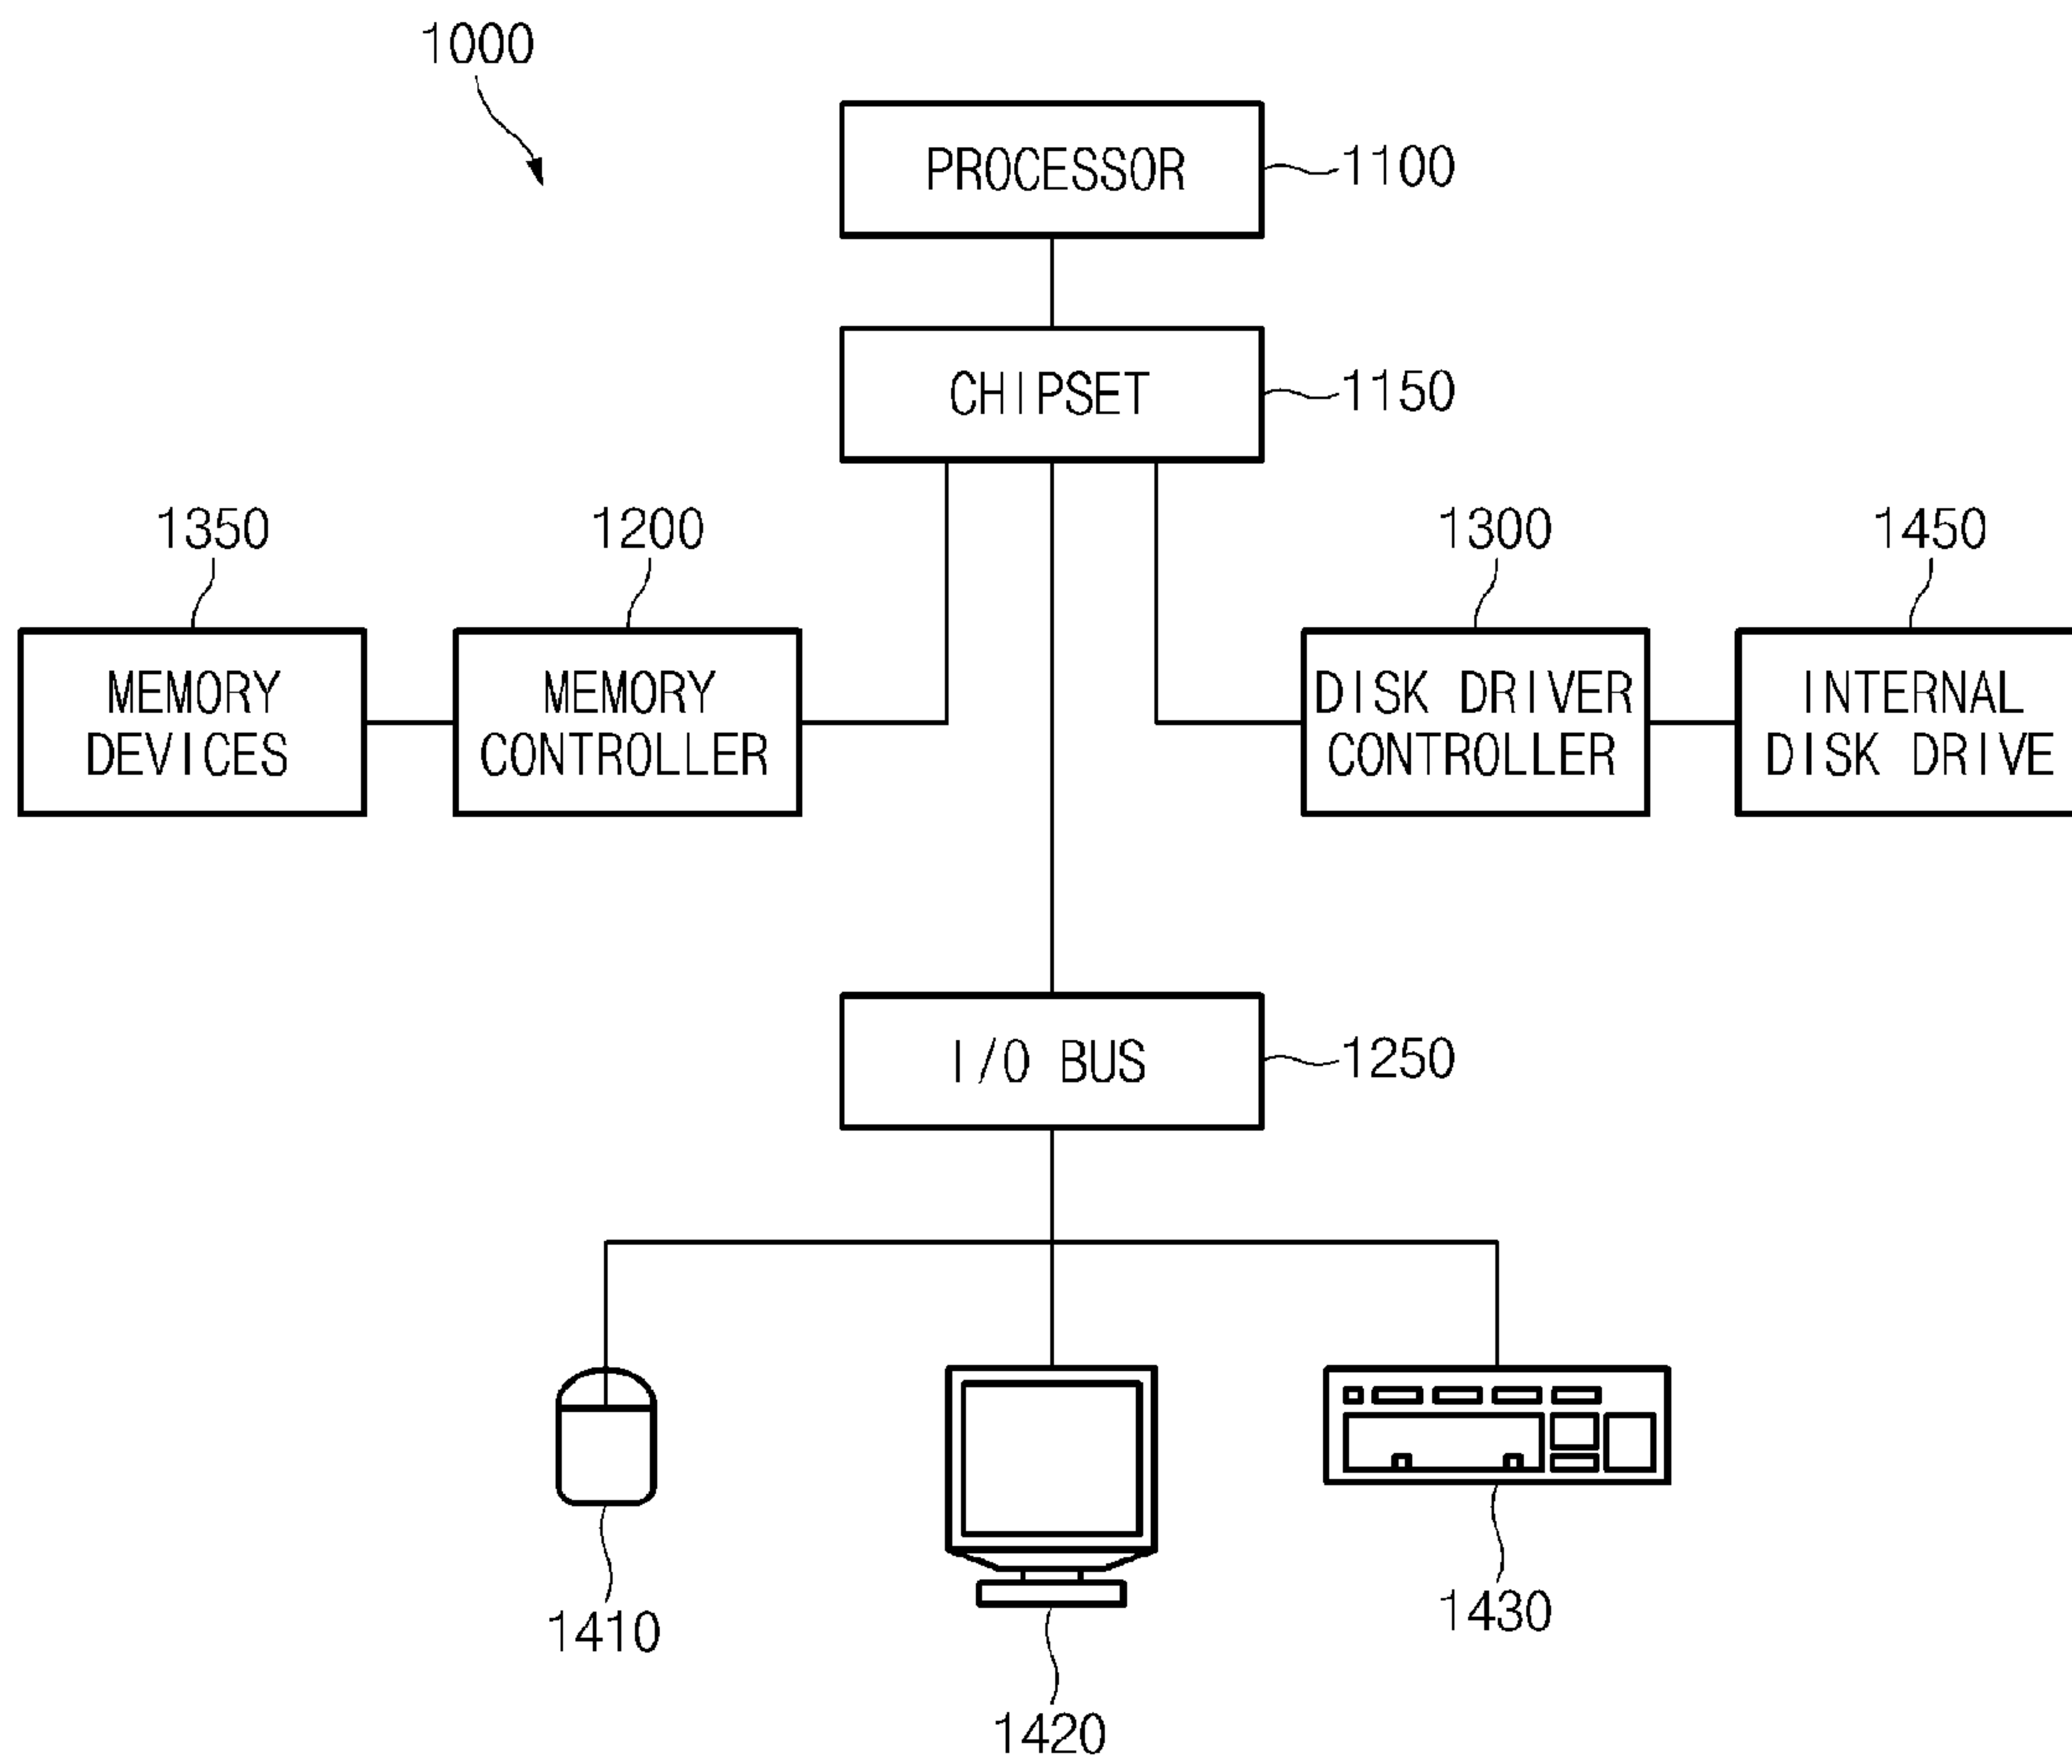 1000
PROCESSOR
1100
CHIPSET
1150
1350
1200
1300
1450
MEMORY
DEVICES
MEMORY
CONTROLLER
DISK DRIVER
CONTROLLER
INTERNAL
DISK DRIVE
I/O BUS
1250
1410
1420
1430